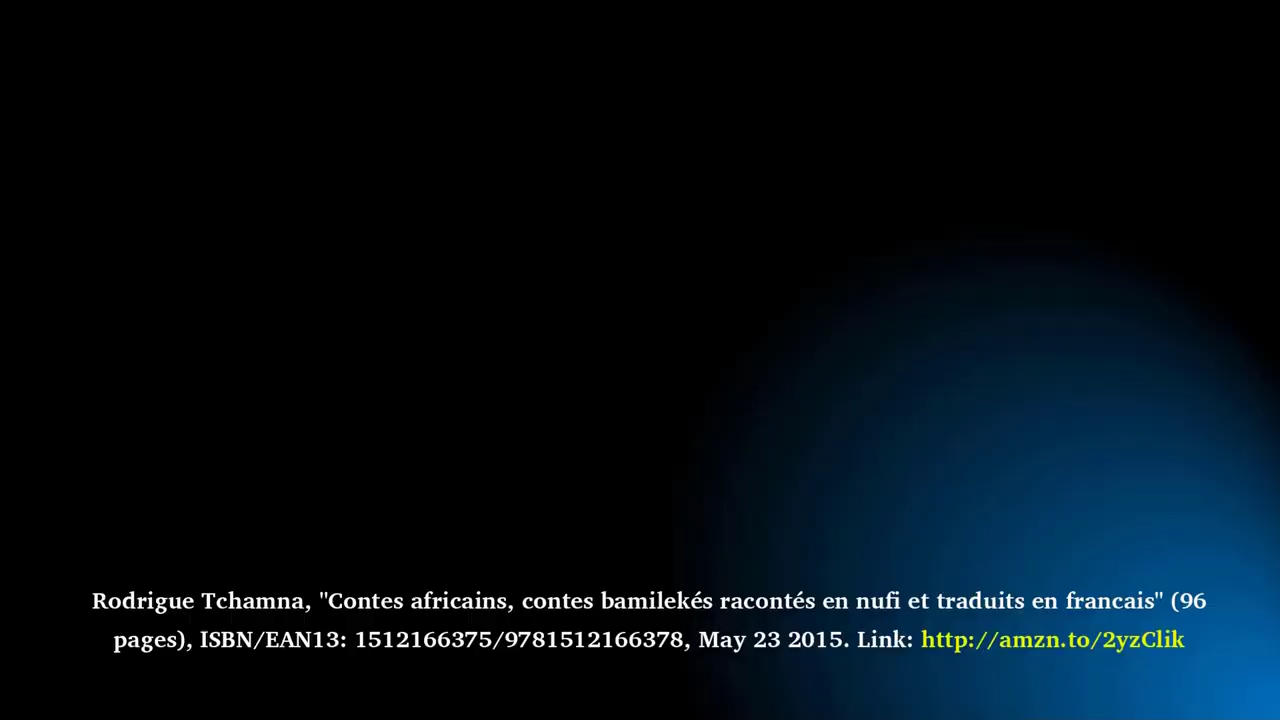 Rodrigue Tchamna, "Contes africains, contes bamilekés racontés en nufi et traduits en francais" (96
pages), ISBN/EAN13: 1512166375/9781512166378, May 23 2015. Link: http://amzn.to/2yzClik